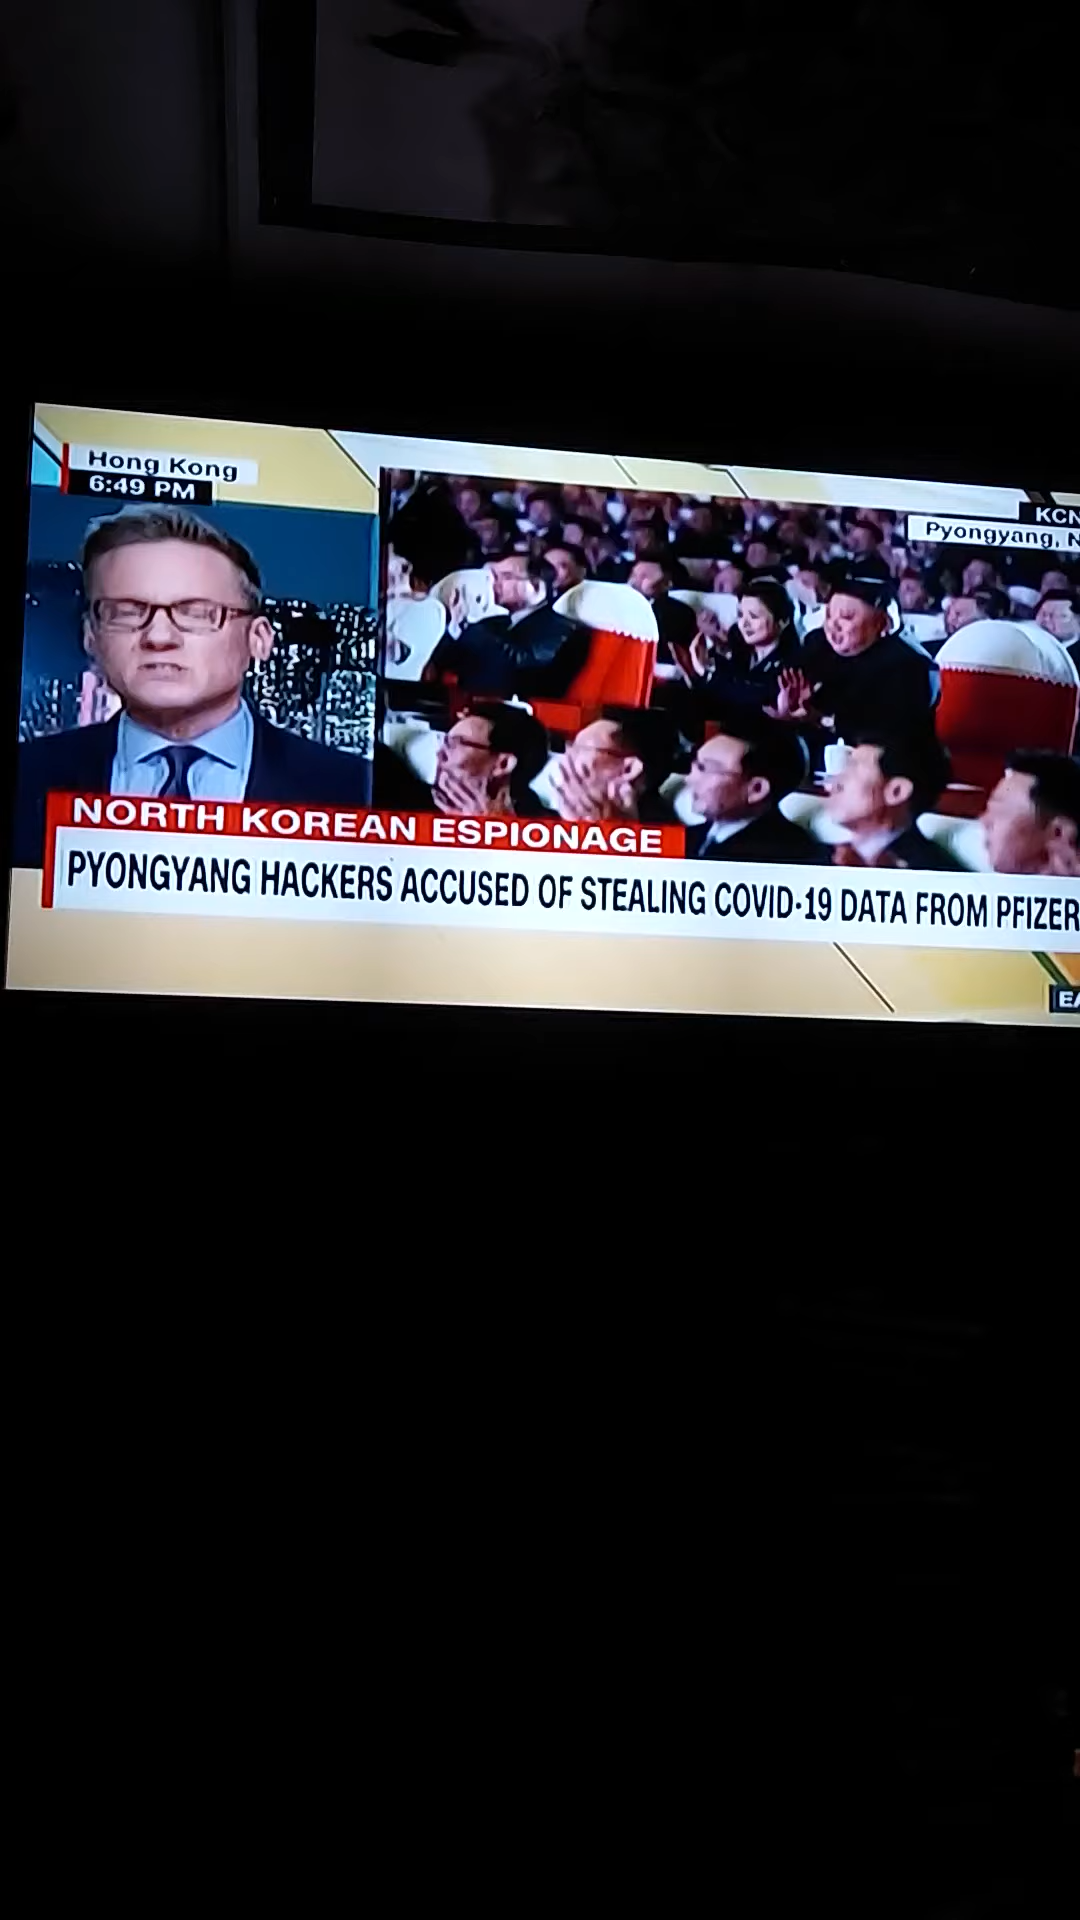 Hong Kong
6:49 PM
KCN
Pyongyang, N
NORTH KOREAN ESPIONAGE
PYONGYANG HACKERS ACCUSED OF STEALING COVID-19 DATA FROM PFIZER
EA